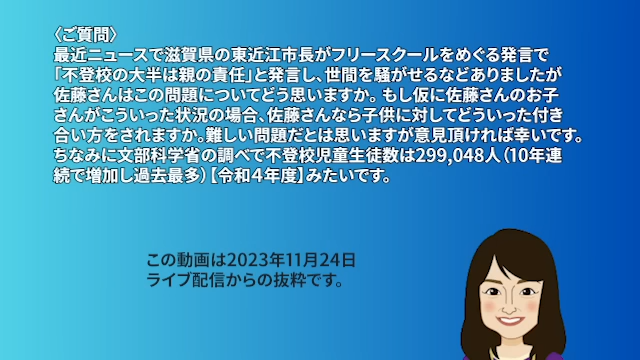 〈ご質問〉
最近ニュースで滋賀県の東近江市長がフリースクールをめぐる発言で
「不登校の大半は親の責任」と発言し、世間を騒がせるなどありましたが
佐藤さんはこの問題についてどう思いますか。もし仮に佐藤さんのお子
さんがこういった状況の場合、佐藤さんなら子供に対してどういった付き
合い方をされますか。難しい問題だとは思いますが意見頂ければ幸いです。
ちなみに文部科学省の調べで不登校児童生徒数は299,048人（10年連
続で増加し過去最多）【令和４年度】みたいです。
この動画は2023年11月24日
ライブ配信からの抜粋です。